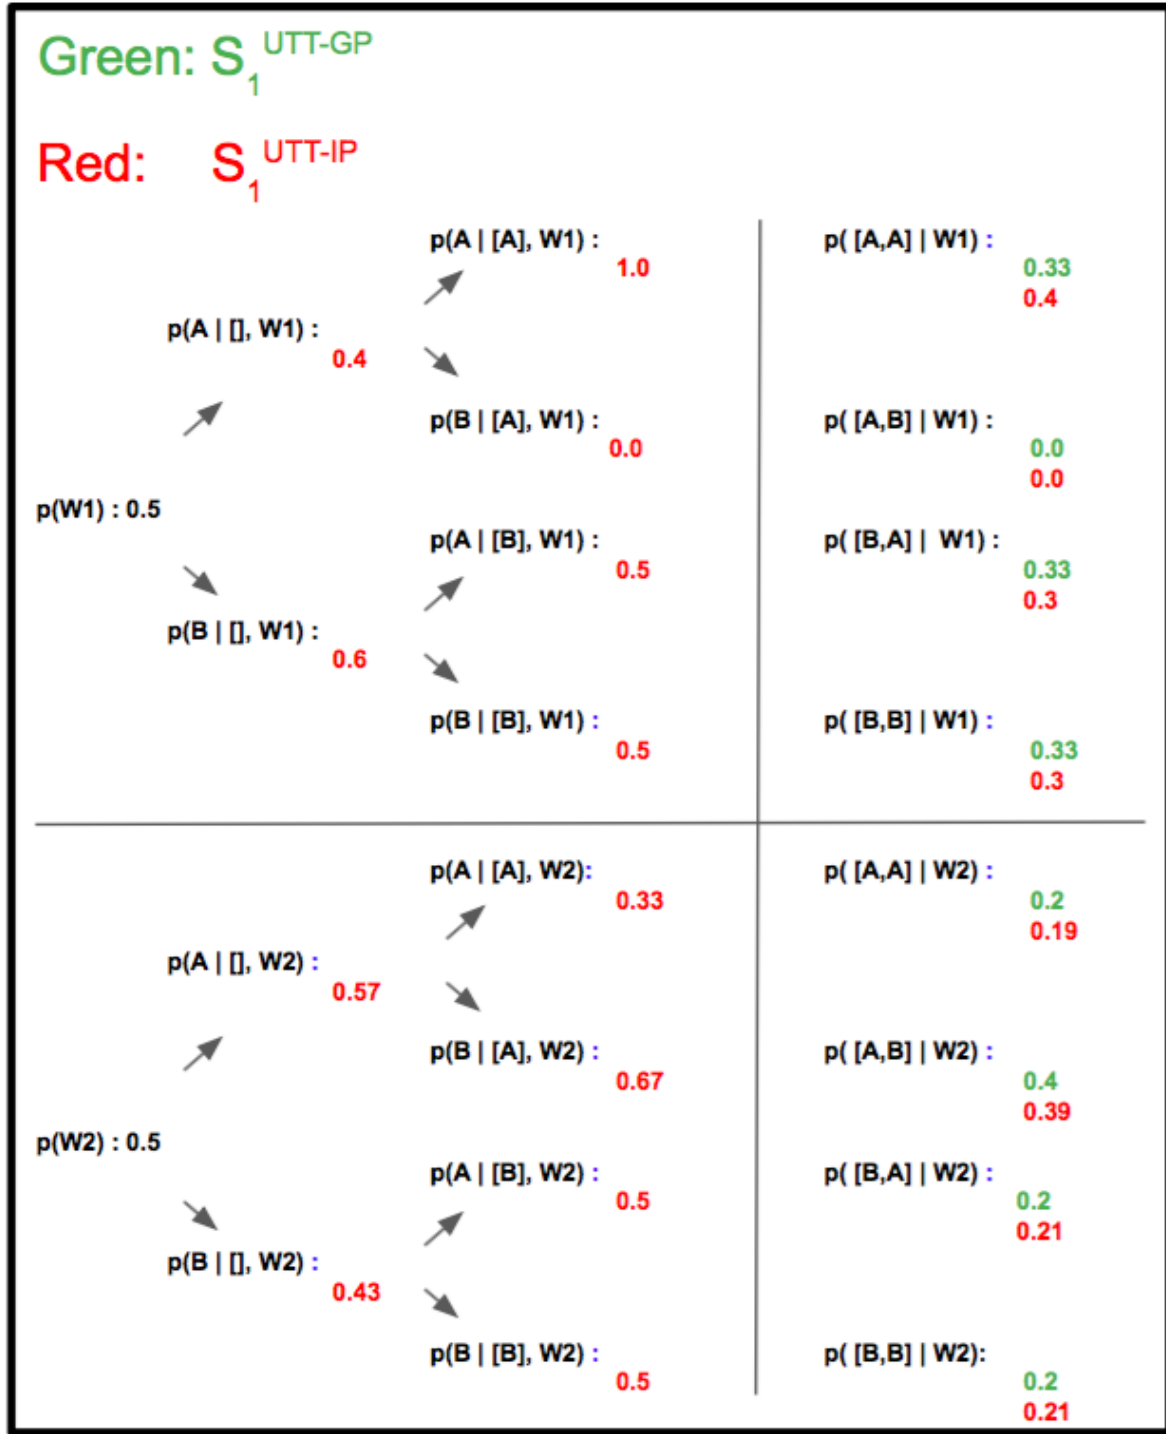 Green: S1 UTT-GP
Red: S1 UTT-IP
p(A | [A], W1) :
1.0
p( [A,A] | W1) :
0.33
0.4
p(A | [], W1) :
0.4
p(B | [A], W1) :
0.0
p( [A,B] | W1) :
0.0
0.0
p(W1) : 0.5
p(A | [B], W1) :
0.5
p( [B,A] | W1) :
0.33
0.3
p(B | [], W1) :
0.6
p(B | [B], W1) :
0.5
p( [B,B] | W1) :
0.33
0.3
p(A | [A], W2):
0.33
p( [A,A] | W2) :
0.2
0.19
p(A | [], W2) :
0.57
p(B | [A], W2) :
0.67
p( [A,B] | W2) :
0.4
0.39
p(W2) : 0.5
p(A | [B], W2) :
0.5
p( [B,A] | W2) :
0.2
0.21
p(B | [], W2) :
0.43
p(B | [B], W2) :
0.5
p( [B,B] | W2):
0.2
0.21